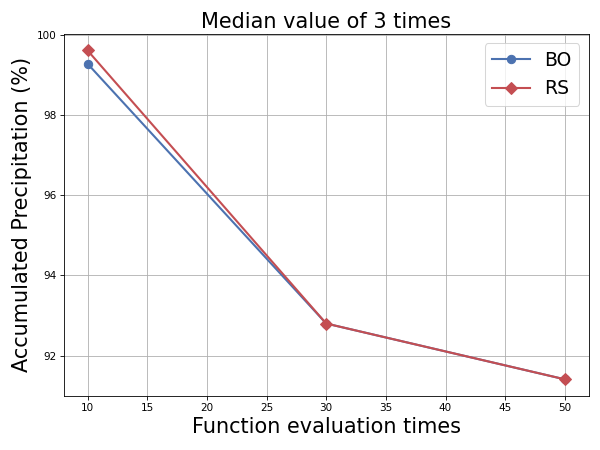 Median value of 3 times
Accumulated Precipitation (%)
100
98
96
94
92
BO
RS
10 15 20 25 30 35 40 45 50
Function evaluation times